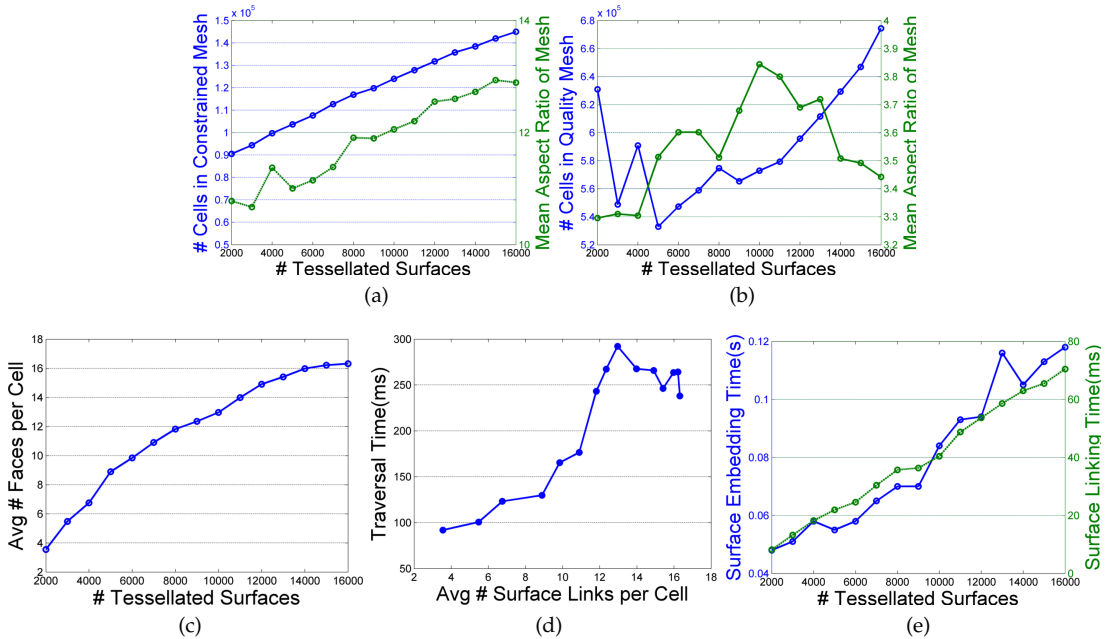 x 10^5
1.5
1.4
1.3
1.2
1.1
1
0.9
0.8
0.7
0.6
0.5
# Cells in Constrained Mesh
14
12
10
Mean Aspect Ratio of Mesh
2000 4000 6000 8000 10000 12000 14000 16000
# Tessellated Surfaces
(a)
x 10^5
6.8
6.6
6.4
6.2
6
5.8
5.6
5.4
5.2
# Cells in Quality Mesh
4
3.9
3.8
3.7
3.6
3.5
3.4
3.3
3.2
Mean Aspect Ratio of Mesh
2000 4000 6000 8000 10000 12000 14000 16000
# Tessellated Surfaces
(b)
18
16
14
12
10
8
6
4
2
Avg # Faces per Cell
2000 4000 6000 8000 10000 12000 14000 16000
# Tessellated Surfaces
(c)
300
250
200
150
100
50
Traversal Time(ms)
2 4 6 8 10 12 14 16 18
Avg # Surface Links per Cell
(d)
0.12
0.1
0.08
0.06
0.04
Surface Embedding Time(s)
80
60
40
20
0
Surface Linking Time(ms)
2000 4000 6000 8000 10000 12000 14000 16000
# Tessellated Surfaces
(e)